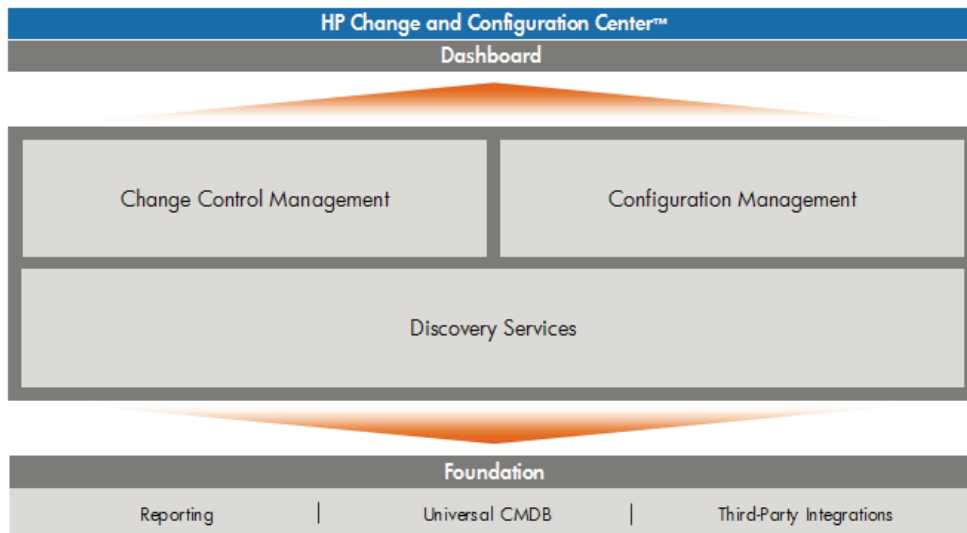 HP Change and Configuration Center™
Dashboard
Change Control Management
Configuration Management
Discovery Services
Foundation
Reporting | Universal CMDB | Third-Party Integrations